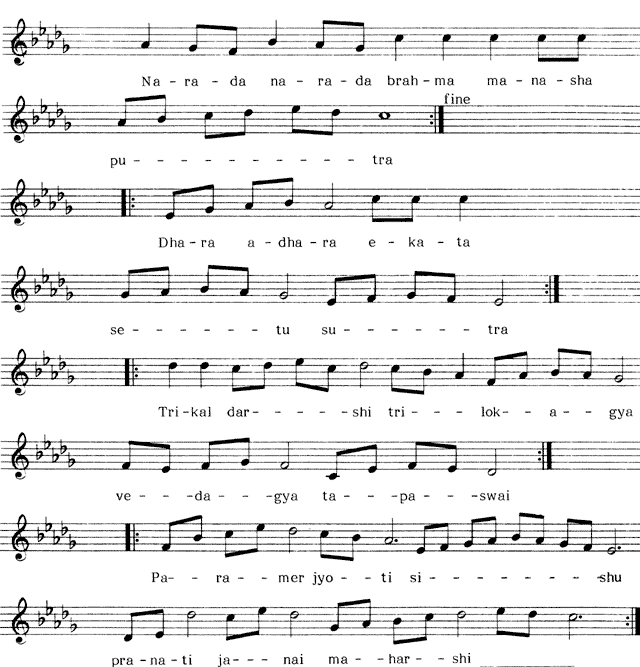 Na - ra - da na - ra - da brah - ma ma - na - sha
fine
pu - - - - - - - - tra
Dha - ra a - dha - ra e - ka - ta
se - - - - - - tu su - - - - - tra
Tri - kal dar - - - - shi tri - - - lok - - a - - gya
ve - - da - - gya ta - - pa - - swai
Pa - ra - mer jyo - ti si - - - - - - - shu
pra - na - ti ja - - - nai ma - har - shi